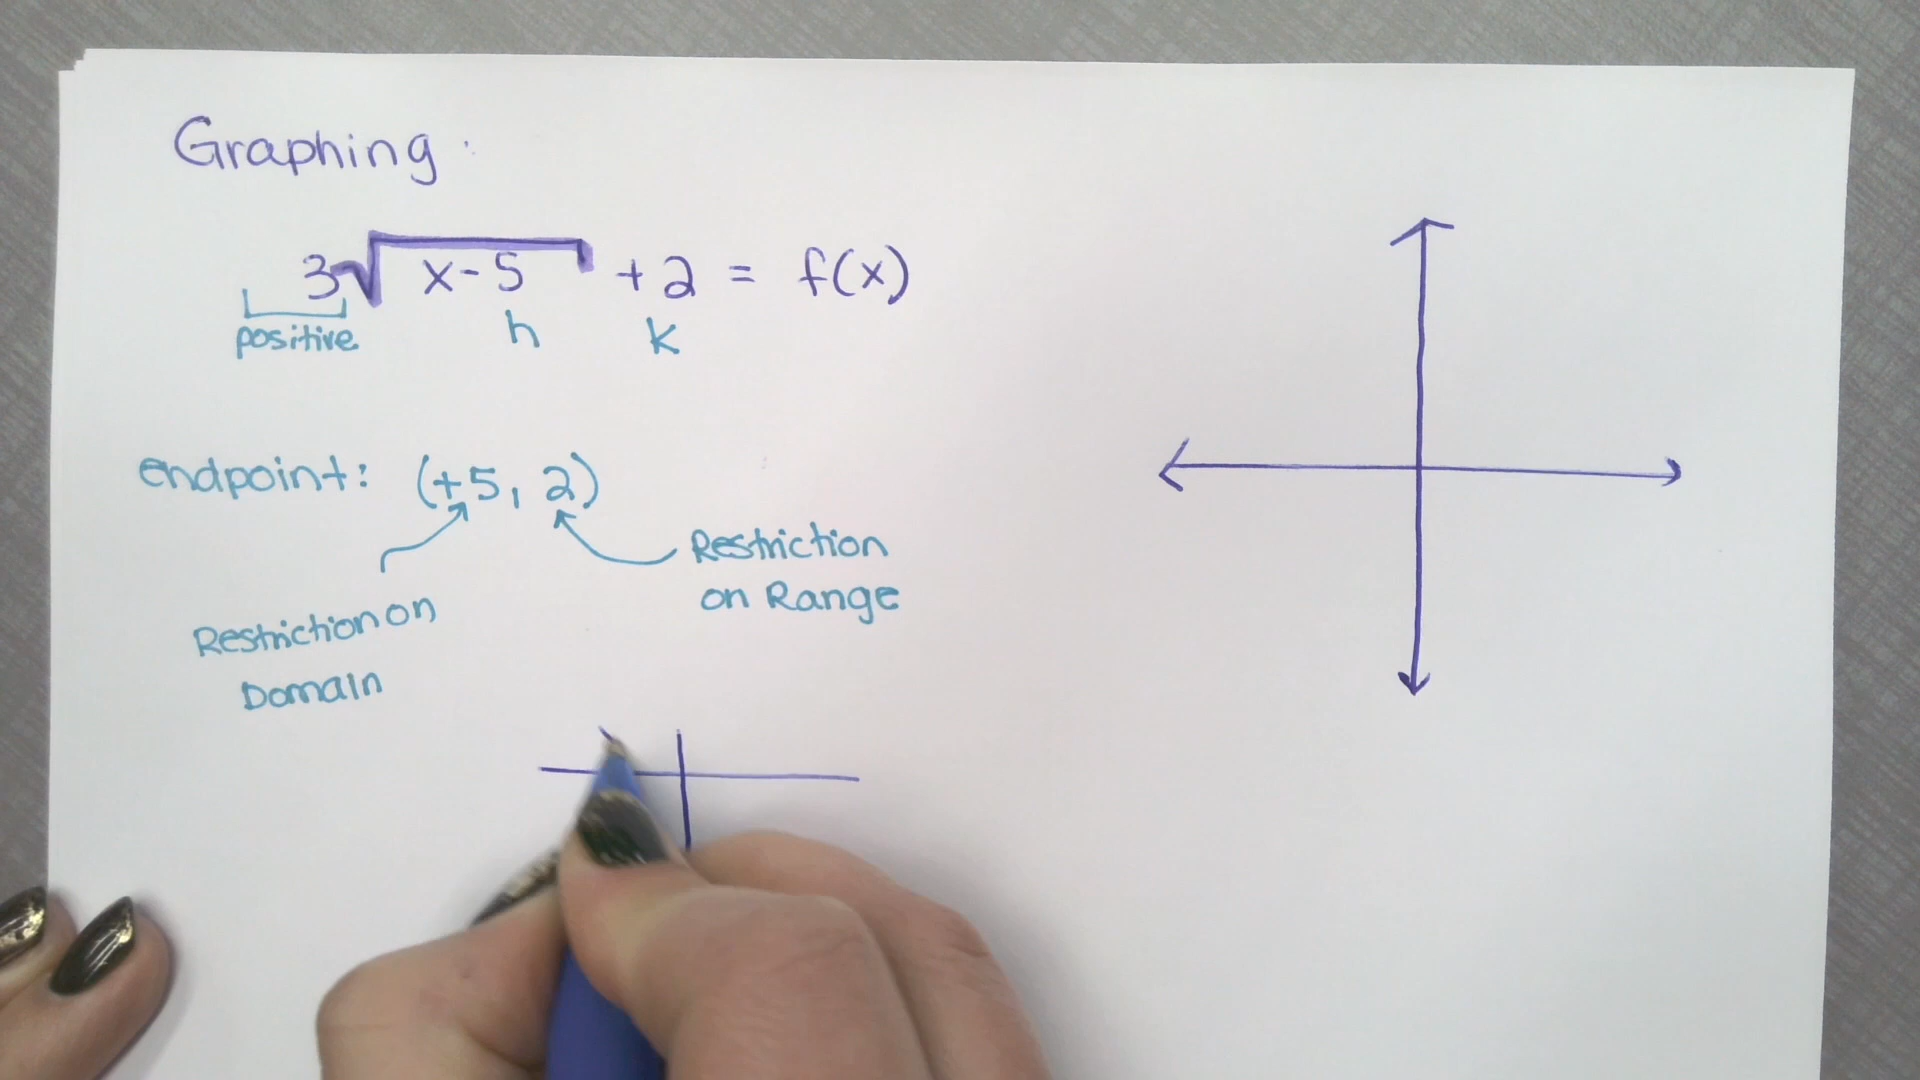 Graphing:
3√x-5 +2 = f(x)
positive h k
endpoint: (+5, 2)
Restriction
on Range
Restriction on
Domain